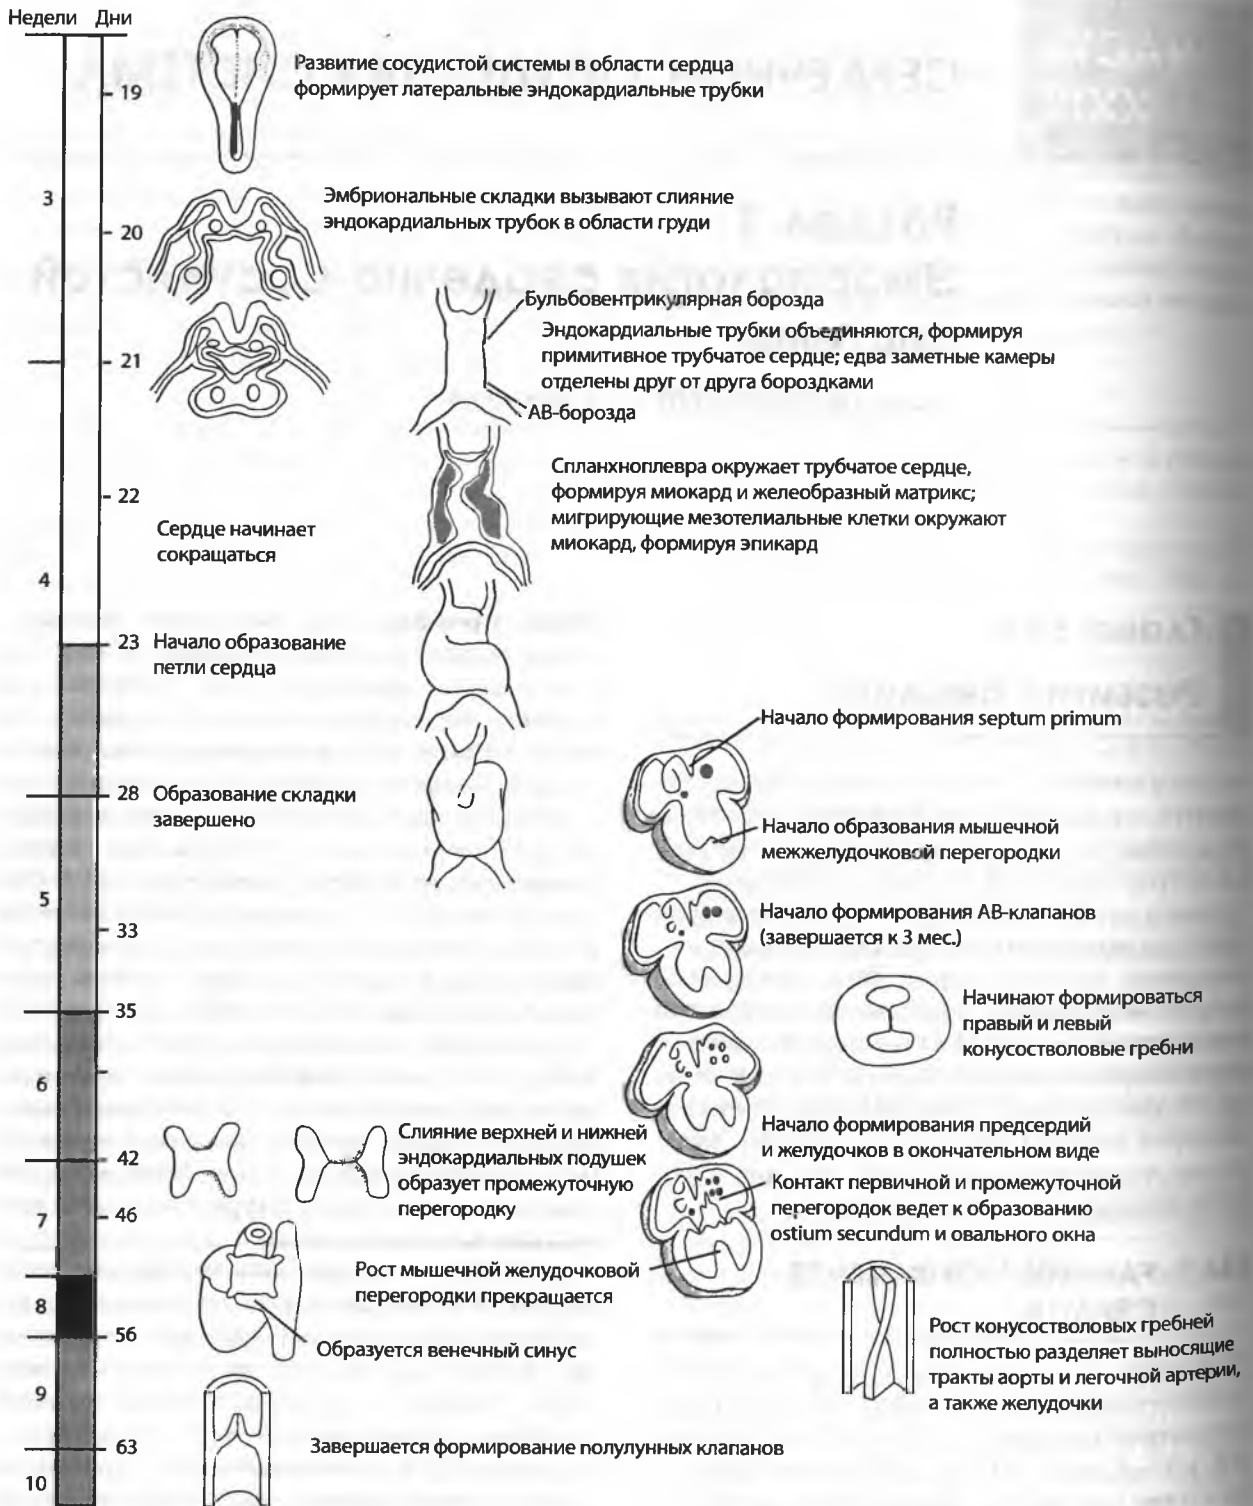 Недели Дни
19
Развитие сосудистой системы в области сердца
формирует латеральные эндокардиальные трубки
3
Эмбриональные складки вызывают слияние
эндокардиальных трубок в области груди
20
Бульбовентрикулярная борозда
Эндокардиальные трубки объединяются, формируя
примитивное трубчатое сердце; едва заметные камеры
отделены друг от друга бороздками
21
АВ-борозда
Спланхноплевра окружает трубчатое сердце,
формируя миокард и желеобразный матрикс;
мигрирующие мезотелиальные клетки окружают
миокард, формируя эпикард
22
Сердце начинает
сокращаться
4
23 Начало образование
петли сердца
Начало формирования septum primum
28 Образование складки
завершено
Начало образования мышечной
межжелудочковой перегородки
5
Начало формирования АВ-клапанов
(завершается к 3 мес.)
33
35
Начинают формироваться
правый и левый
конусостволовые гребни
6
Слияние верхней и нижней
эндокардиальных подушек
образует промежуточную
перегородку
Начало формирования предсердий
и желудочков в окончательном виде
42
Контакт первичной и промежуточной
перегородок ведет к образованию
ostium secundum и овального окна
7
46
Рост мышечной желудочковой
перегородки прекращается
8
56
Образуется венечный синус
Рост конусостволовых гребней
полностью разделяет выносящие
тракты аорты и легочной артерии,
а также желудочки
9
63
Завершается формирование полулунных клапанов
10